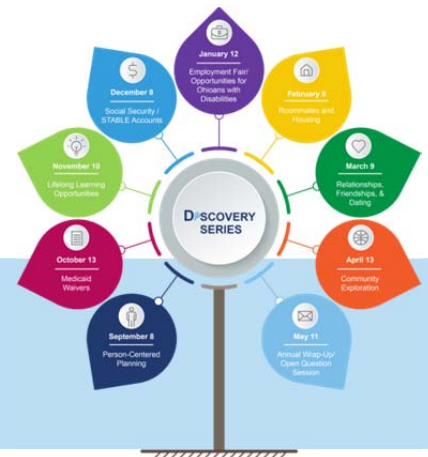 January 12
Employment Fair/
Opportunities for
Ohioans with
Disabilities
December 8
Social Security /
STABLE Accounts
February 9
Roommates and
Housing
November 10
Lifelong Learning
Opportunities
March 9
Relationships,
Friendships, &
Dating
DISCOVERY
SERIES
October 13
Medicaid
Waivers
April 13
Community
Exploration
September 8
Person-Centered
Planning
May 11
Annual Wrap-Up/
Open Question
Session